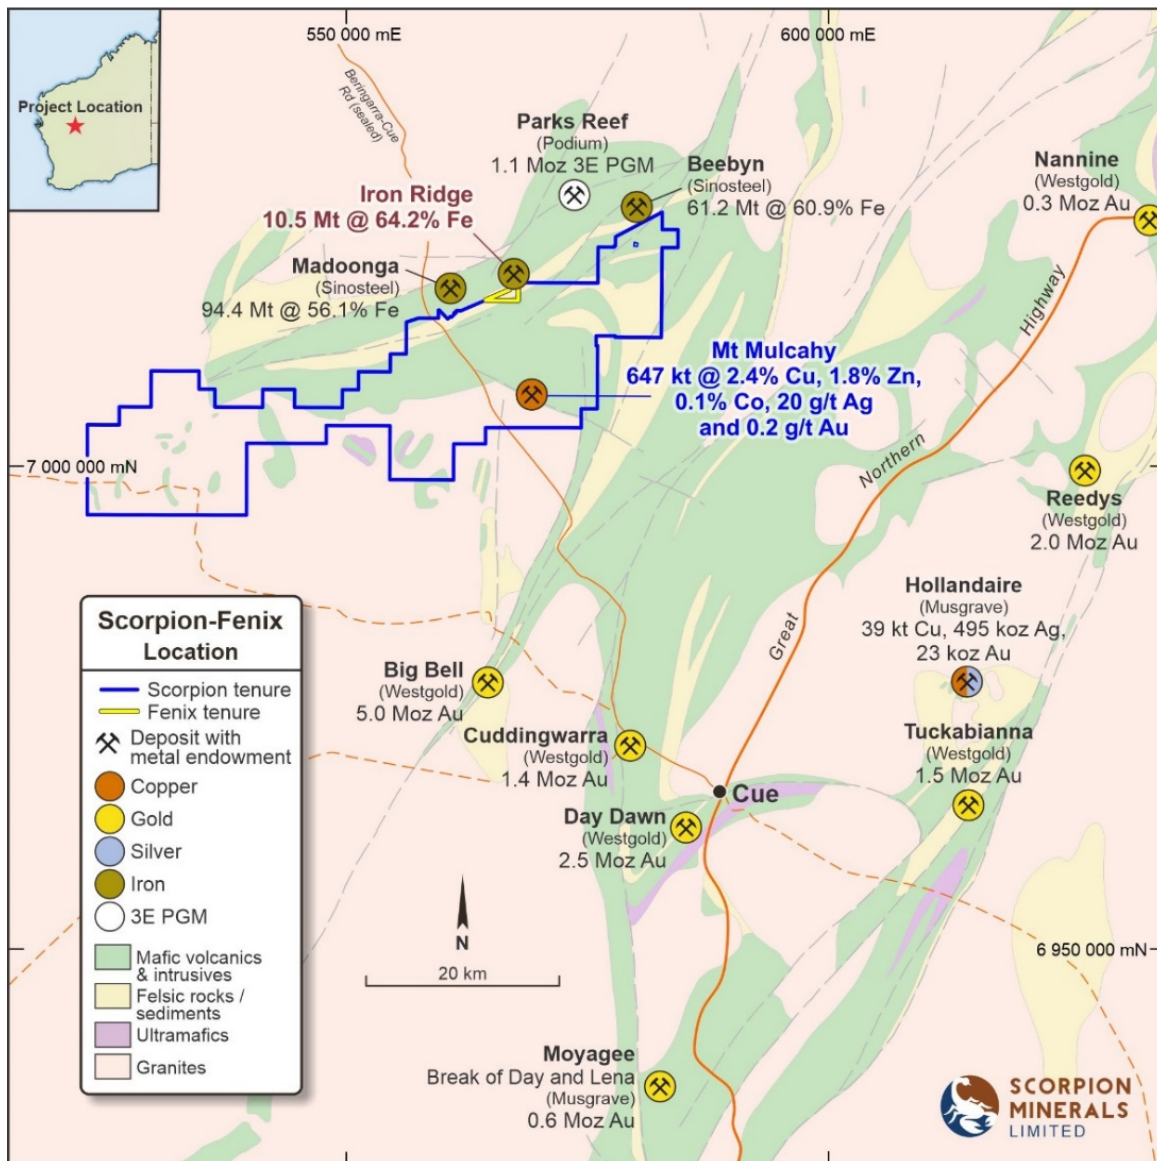 550 000 mE
600 000 mE
Project Location
Beringarra-Cue
Rd (sealed)
Parks Reef
(Podium)
1.1 Moz 3E PGM
Beebyn
(Sinosteel)
61.2 Mt @ 60.9% Fe
Nannine
(Westgold)
0.3 Moz Au
Iron Ridge
10.5 Mt @ 64.2% Fe
Madoonga
(Sinosteel)
94.4 Mt @ 56.1% Fe
Mt Mulcahy
647 kt @ 2.4% Cu, 1.8% Zn,
0.1% Co, 20 g/t Ag
and 0.2 g/t Au
Great
Northern
Highway
7 000 000 mN
Reedys
(Westgold)
2.0 Moz Au
Hollandaire
(Musgrave)
39 kt Cu, 495 koz Ag,
23 koz Au
Big Bell
(Westgold)
5.0 Moz Au
Cuddingwarra
(Westgold)
1.4 Moz Au
Tuckabianna
(Westgold)
1.5 Moz Au
Cue
Day Dawn
(Westgold)
2.5 Moz Au
Scorpion-Fenix
Location
Scorpion tenure
Fenix tenure
Deposit with
metal endowment
Copper
Gold
Silver
Iron
3E PGM
Mafic volcanics
& intrusives
Felsic rocks /
sediments
Ultramafics
Granites
N
20 km
6 950 000 mN
Moyagee
Break of Day and Lena
(Musgrave)
0.6 Moz Au
SCORPION
MINERALS
LIMITED